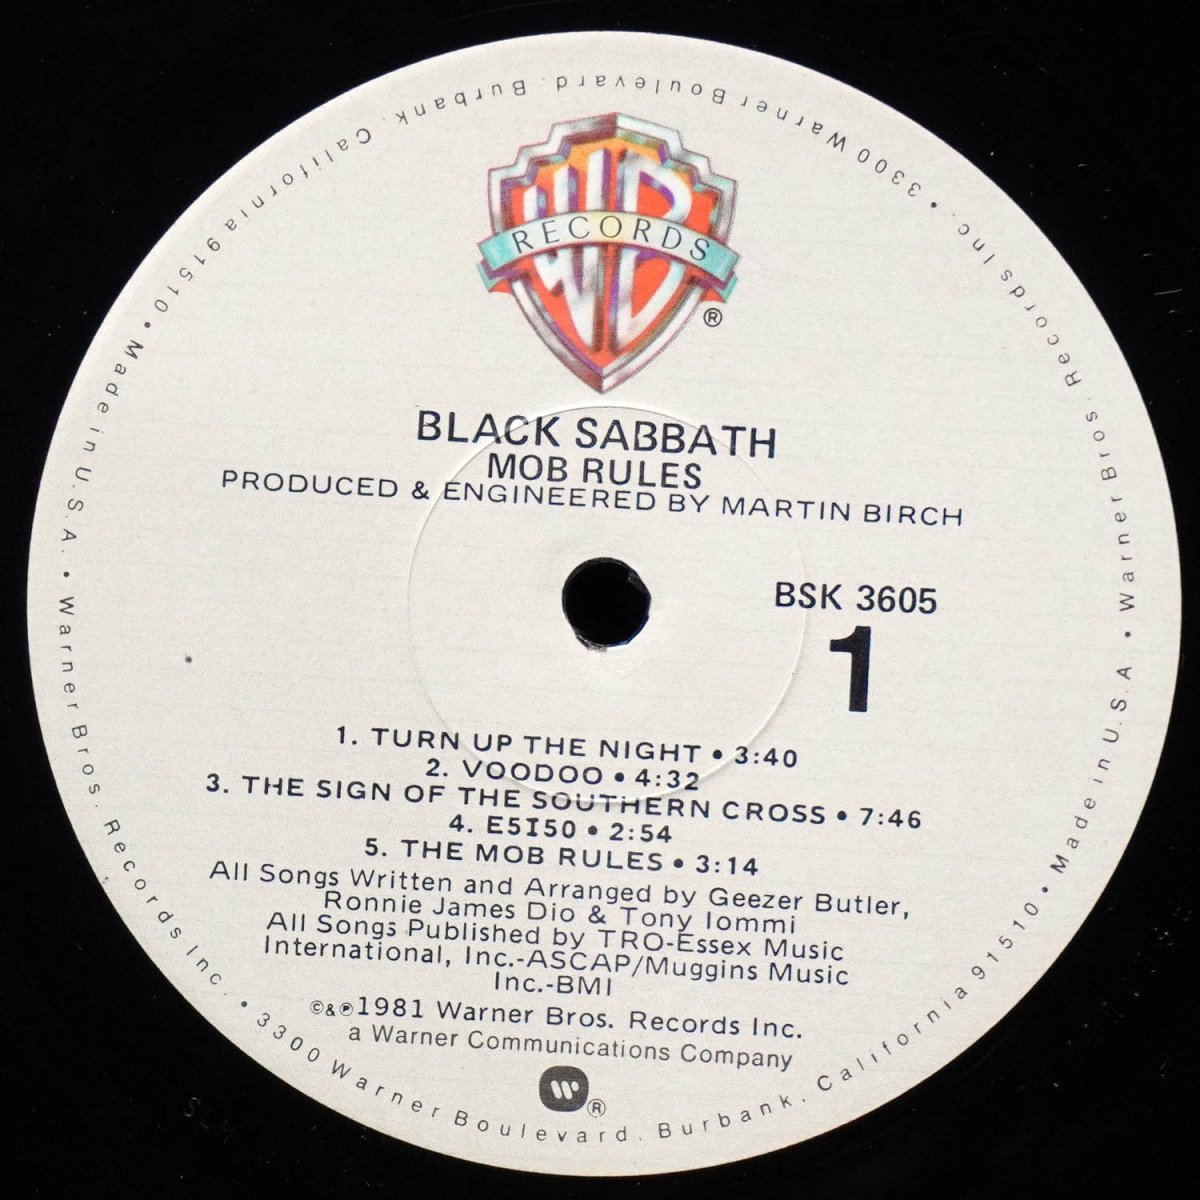 WB
RECORDS
®
BLACK SABBATH
MOB RULES
PRODUCED & ENGINEERED BY MARTIN BIRCH
BSK 3605
1
1. TURN UP THE NIGHT • 3:40
2. VOODOO • 4:32
3. THE SIGN OF THE SOUTHERN CROSS • 7:46
4. E5I50 • 2:54
5. THE MOB RULES • 3:14
All Songs Written and Arranged by Geezer Butler,
Ronnie James Dio & Tony Iommi
All Songs Published by TRO-Essex Music
International, Inc.-ASCAP/Muggins Music
Inc.-BMI
©&℗1981 Warner Bros. Records Inc.
a Warner Communications Company
W®
Warner Bros. Records Inc. • 3300 Warner Boulevard. Burbank. California 91510 • Made in U.S.A. • Warner Bros. Records Inc. • 3300 Warner Boulevard. Burbank. California 91510 • Made in U.S.A •